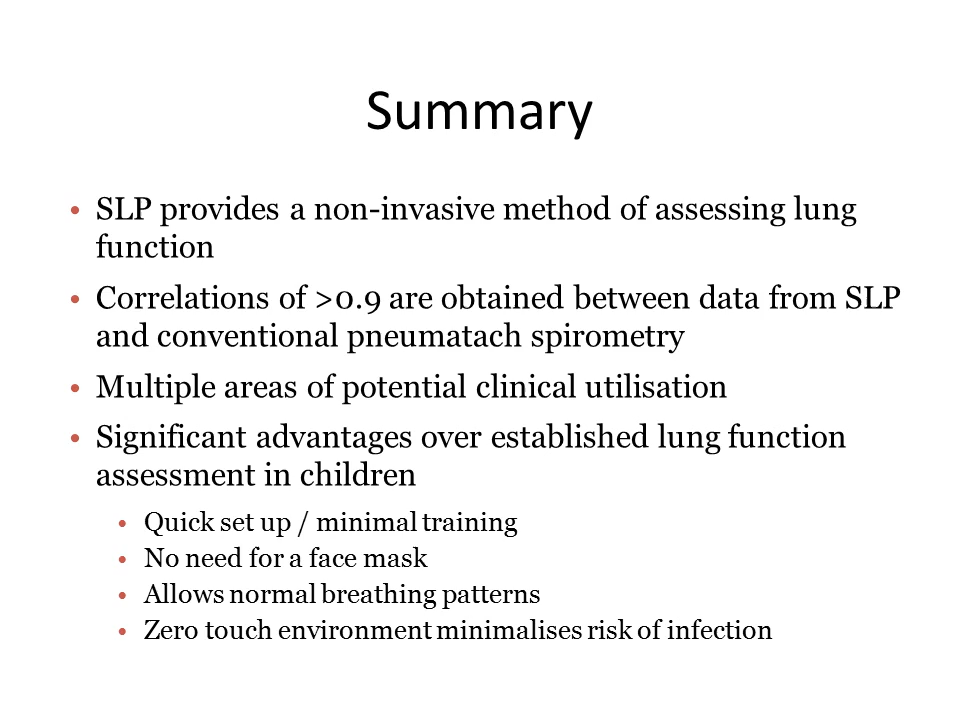 Summary
• SLP provides a non-invasive method of assessing lung
function
• Correlations of >0.9 are obtained between data from SLP
and conventional pneumatach spirometry
• Multiple areas of potential clinical utilisation
• Significant advantages over established lung function
assessment in children
• Quick set up / minimal training
• No need for a face mask
• Allows normal breathing patterns
• Zero touch environment minimalises risk of infection